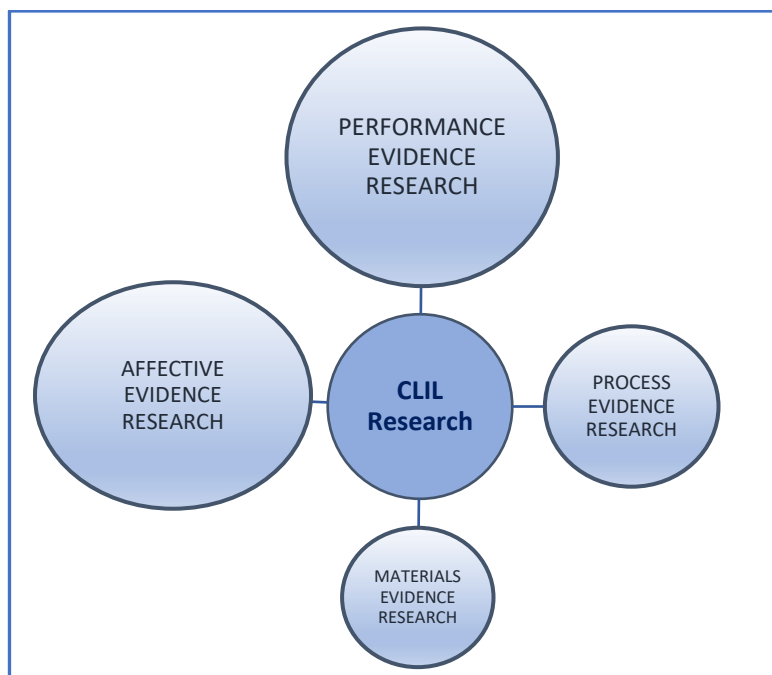 PERFORMANCE
EVIDENCE
RESEARCH
AFFECTIVE
EVIDENCE
RESEARCH
CLIL
Research
PROCESS
EVIDENCE
RESEARCH
MATERIALS
EVIDENCE
RESEARCH